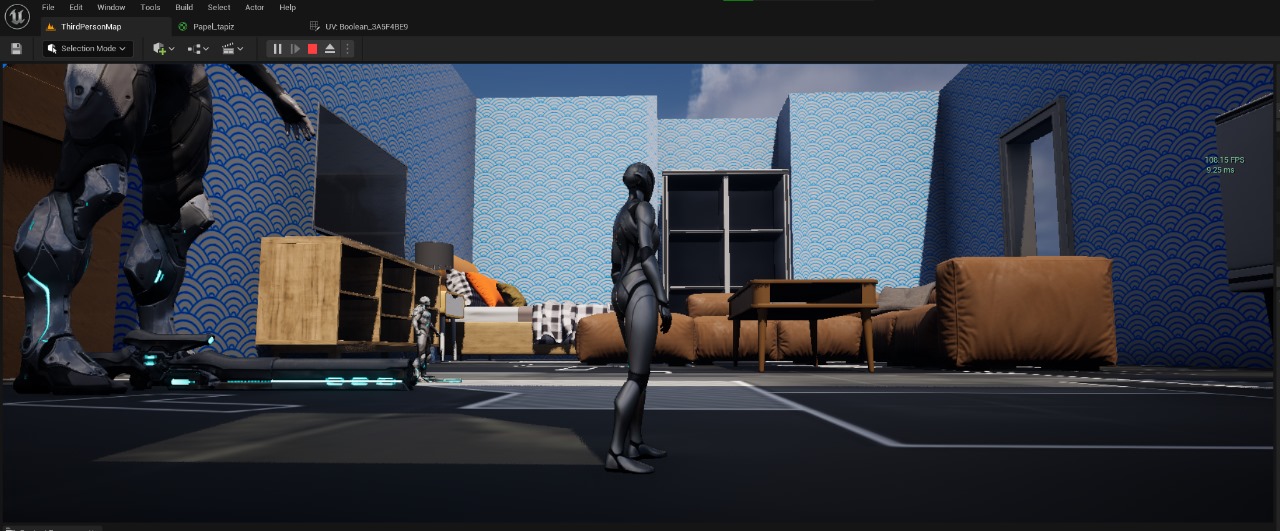 File Edit Window Tools Build Select Actor Help
ThirdPersonMap Papel_tapiz UV: Boolean_3A5F4BE9
Selection Mode
108.15 FPS
9.25 ms